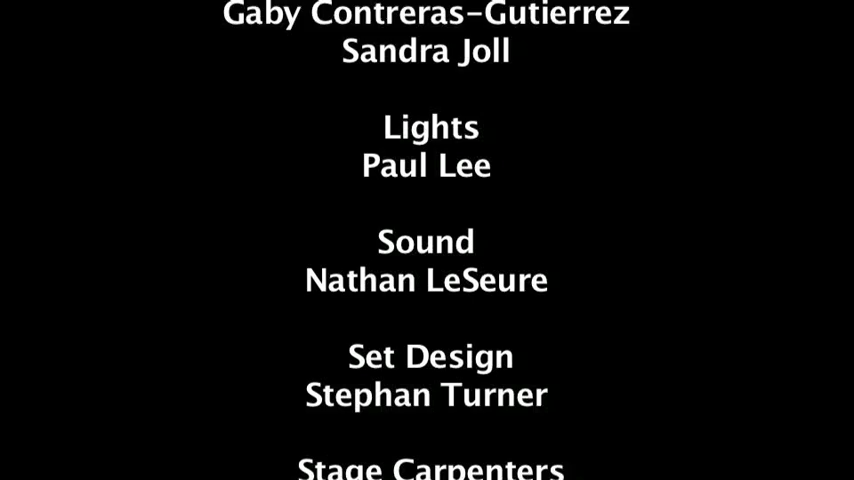 Gaby Contreras-Gutierrez
Sandra Joll
Lights
Paul Lee
Sound
Nathan LeSeure
Set Design
Stephan Turner
Stage Carpenters